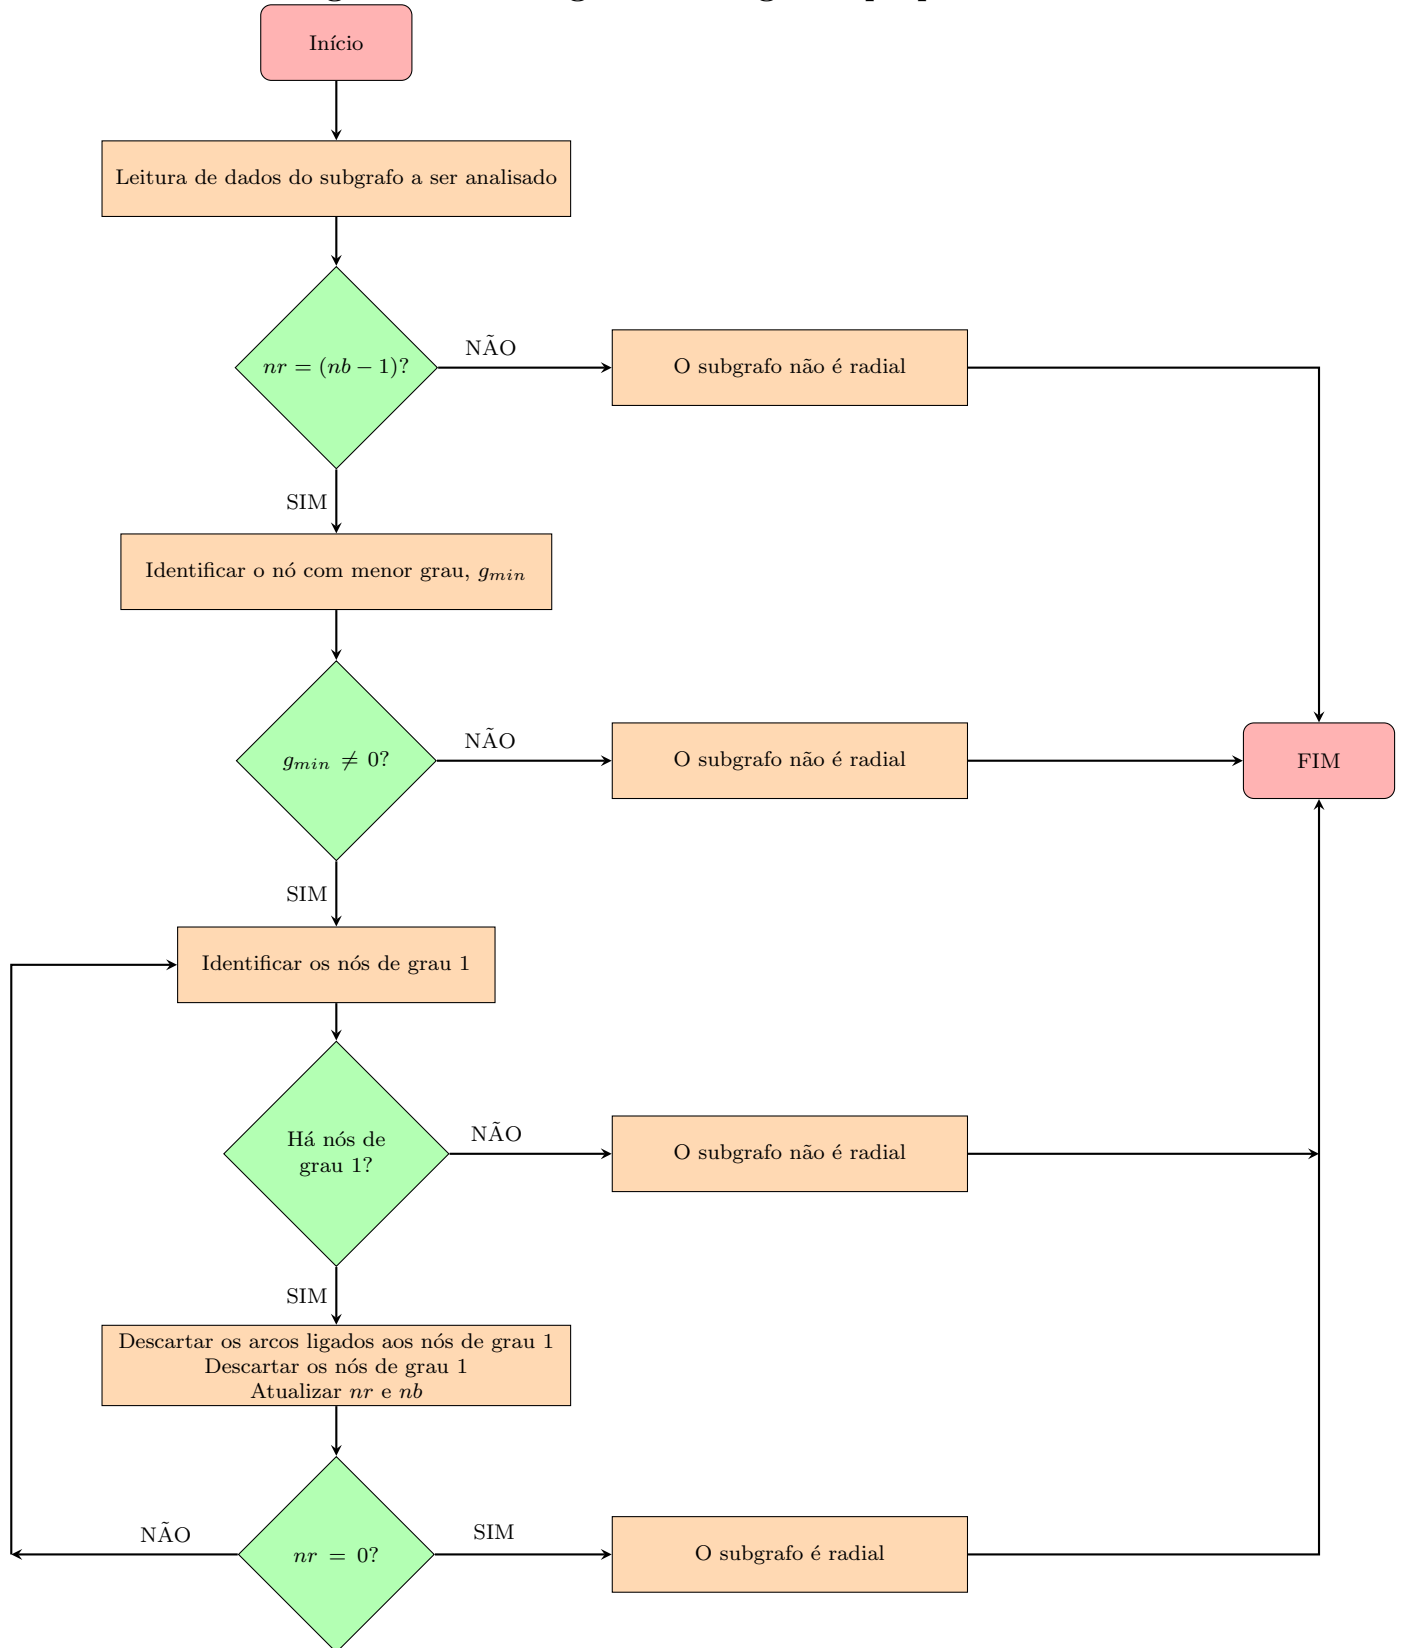 Início
Leitura de dados do subgrafo a ser analisado
nr = (nb − 1)?
NÃO
O subgrafo não é radial
SIM
Identificar o nó com menor grau, g_min
g_min ≠ 0?
NÃO
O subgrafo não é radial
FIM
SIM
Identificar os nós de grau 1
Há nós de
grau 1?
NÃO
O subgrafo não é radial
SIM
Descartar os arcos ligados aos nós de grau 1
Descartar os nós de grau 1
Atualizar nr e nb
NÃO
nr = 0?
SIM
O subgrafo é radial